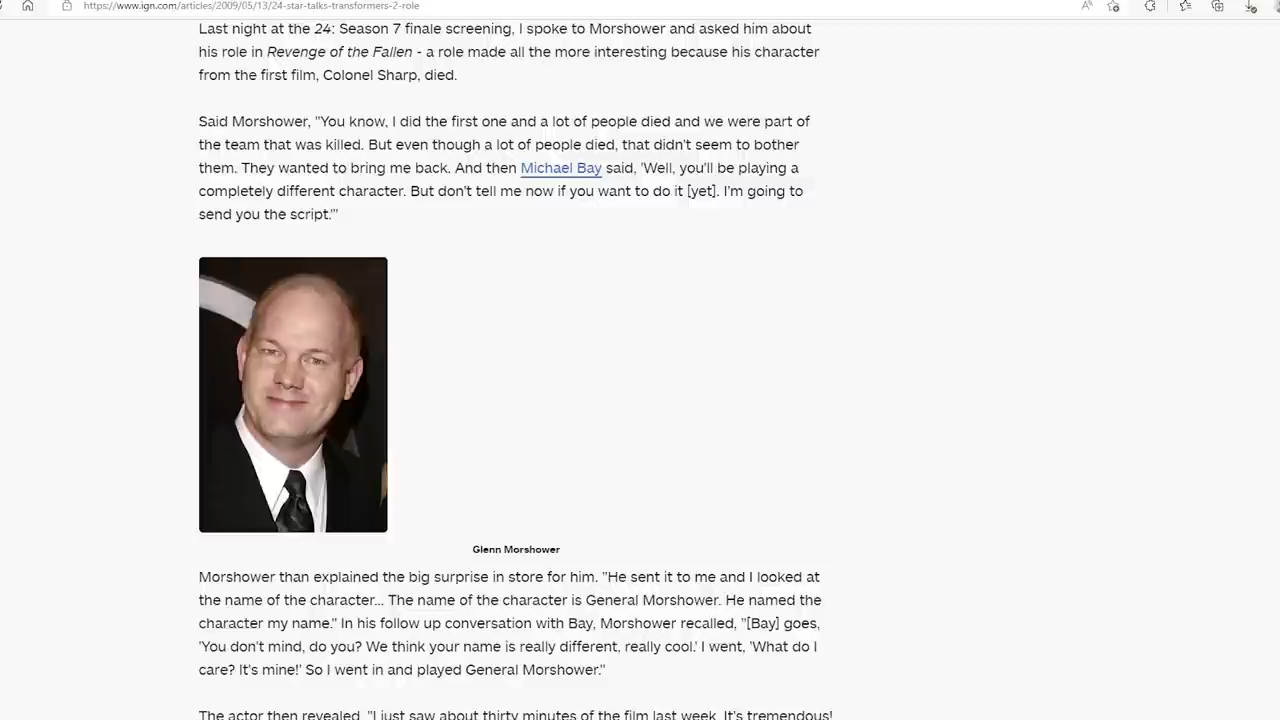 https://www.ign.com/articles/2009/05/13/24-star-talks-transformers-2-role
Last night at the 24: Season 7 finale screening, I spoke to Morshower and asked him about
his role in Revenge of the Fallen - a role made all the more interesting because his character
from the first film, Colonel Sharp, died.
Said Morshower, "You know, I did the first one and a lot of people died and we were part of
the team that was killed. But even though a lot of people died, that didn't seem to bother
them. They wanted to bring me back. And then Michael Bay said, 'Well, you'll be playing a
completely different character. But don't tell me now if you want to do it [yet]. I'm going to
send you the script.'"
Glenn Morshower
Morshower than explained the big surprise in store for him. "He sent it to me and I looked at
the name of the character... The name of the character is General Morshower. He named the
character my name." In his follow up conversation with Bay, Morshower recalled, "[Bay] goes,
'You don't mind, do you? We think your name is really different, really cool.' I went, 'What do I
care? It's mine!' So I went in and played General Morshower."
The actor then revealed, "I just saw about thirty minutes of the film last week. It's tremendous!